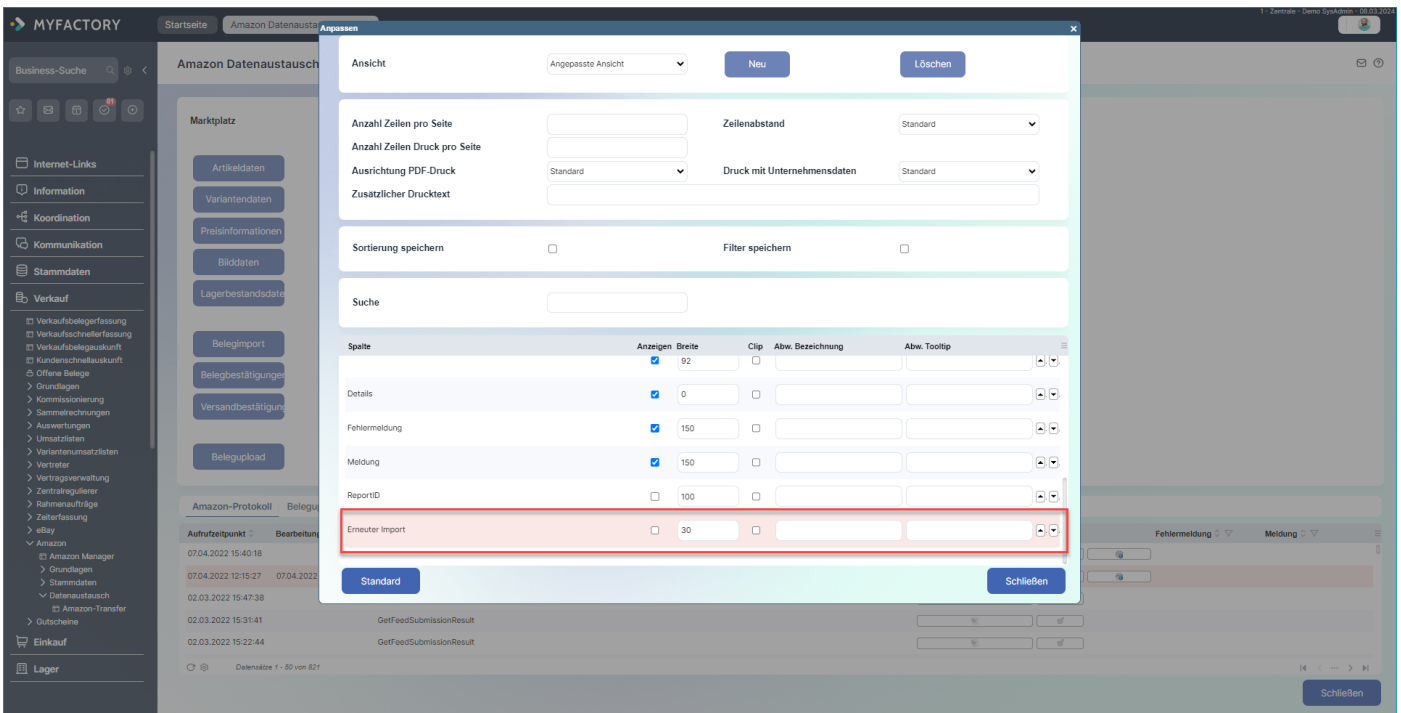 1 - Zentrale - Demo SysAdmin - 08.03.2024
MYFACTORY
Startseite
Amazon Datenausta
Anpassen
Business-Suche
Amazon Datenaustausch
Ansicht
Angepasste Ansicht
Neu
Löschen
91
Marktplatz
Anzahl Zeilen pro Seite
Zeilenabstand
Standard
Anzahl Zeilen Druck pro Seite
Ausrichtung PDF-Druck
Standard
Druck mit Unternehmensdaten
Standard
Zusätzlicher Drucktext
Internet-Links
Information
Koordination
Kommunikation
Stammdaten
Verkauf
Verkaufsbelegerfassung
Verkaufsschnellerfassung
Verkaufsbelegauskunft
Kundenschnellauskunft
Offene Belege
Grundlagen
Kommissionierung
Sammelrechnungen
Auswertungen
Umsatzlisten
Variantenumsatzlisten
Vertreter
Vertragsverwaltung
Zentralregulierer
Rahmenaufträge
Zeiterfassung
eBay
Amazon
Amazon Manager
Grundlagen
Stammdaten
Datenaustausch
Amazon-Transfer
Gutscheine
Einkauf
Lager
Artikeldaten
Variantendaten
Preisinformationen
Bilddaten
Lagerbestandsdate
Belegimport
Belegbestätigungen
Versandbestätigung
Belegupload
Sortierung speichern
Filter speichern
Suche
Spalte
Anzeigen Breite
Clip
Abw. Bezeichnung
Abw. Tooltip
92
Details
0
Fehlermeldung
150
Meldung
150
ReportID
100
Erneuter Import
30
Standard
Schließen
Amazon-Protokoll
Belegu
Aufrufzeitpunkt
Bearbeitung
Fehlermeldung
Meldung
07.04.2022 15:40:18
07.04.2022 12:15:27
07.04.2022
02.03.2022 15:47:38
02.03.2022 15:31:41
GetFeedSubmissionResult
02.03.2022 15:22:44
GetFeedSubmissionResult
Datensätze 1 - 50 von 821
Schließen